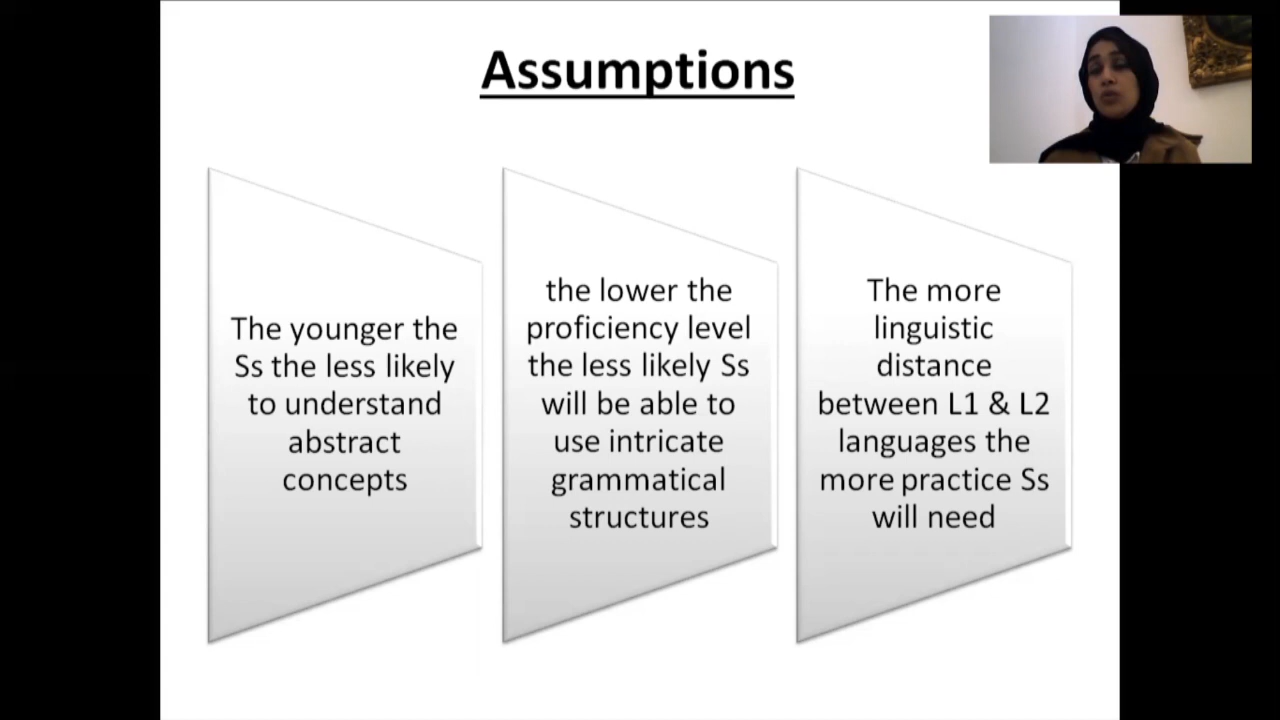 Assumptions
The younger the
Ss the less likely
to understand
abstract
concepts
the lower the
proficiency level
the less likely Ss
will be able to
use intricate
grammatical
structures
The more
linguistic
distance
between L1 & L2
languages the
more practice Ss
will need